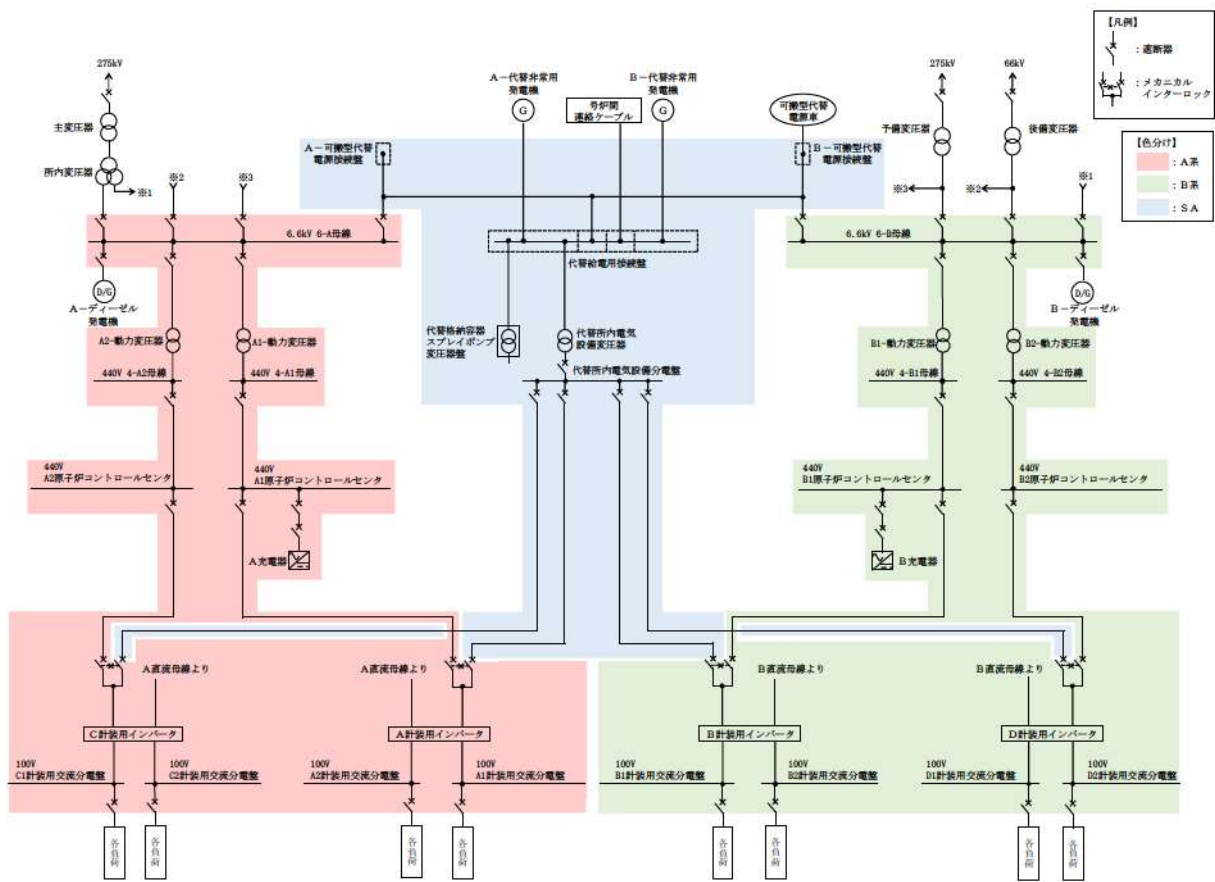 【凡例】
：遮断器
：メカニカル
インターロック
【色分け】
：A系
：B系
：SA
275kV
主変圧器
所内変圧器
※1
※2
※3
A－代替非常用
発電機
G
号炉間
連絡ケーブル
B－代替非常用
発電機
G
可搬型代替
電源車
275kV
66kV
予備変圧器
後備変圧器
※3
※2
※1
A－可搬型代替
電源接続盤
B－可搬型代替
電源接続盤
6.6kV 6-A母線
代替給電用接続盤
6.6kV 6-B母線
D/G
A－ディーゼル
発電機
D/G
B－ディーゼル
発電機
代替格納容器
スプレイポンプ
変圧器盤
代替所内電気
設備変圧器
代替所内電気設備分電盤
A2-動力変圧器
A1-動力変圧器
B1-動力変圧器
B2-動力変圧器
440V 4-A2母線
440V 4-A1母線
440V 4-B1母線
440V 4-B2母線
440V
A2原子炉コントロールセンタ
440V
A1原子炉コントロールセンタ
440V
B1原子炉コントロールセンタ
440V
B2原子炉コントロールセンタ
A充電器
B充電器
A直流母線より
A直流母線より
B直流母線より
B直流母線より
C計装用インバータ
A計装用インバータ
B計装用インバータ
D計装用インバータ
100V
C1計装用交流分電盤
100V
C2計装用交流分電盤
100V
A2計装用交流分電盤
100V
A1計装用交流分電盤
100V
B1計装用交流分電盤
100V
B2計装用交流分電盤
100V
D1計装用交流分電盤
100V
D2計装用交流分電盤
各負荷
各負荷
各負荷
各負荷
各負荷
各負荷
各負荷
各負荷